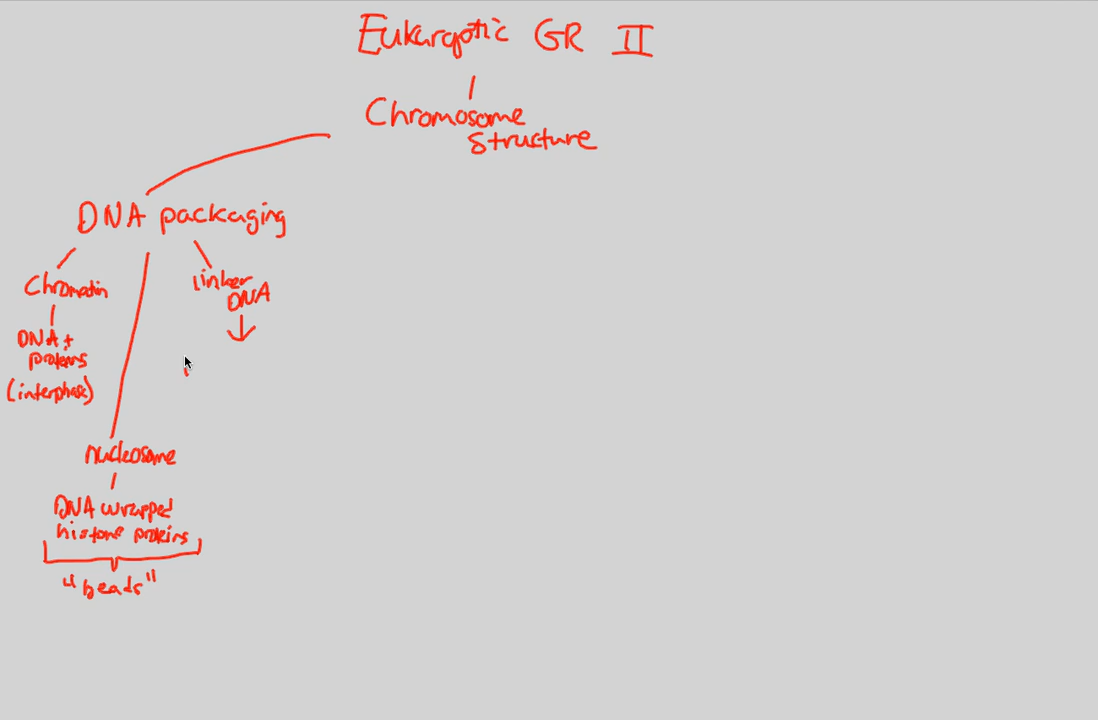 Eukaryotic GR II
Chromosome
structure
DNA packaging
Chromatin
DNA +
proteins
(interphase)
linker
DNA
nucleosome
DNA wrapped
histone proteins
"beads"